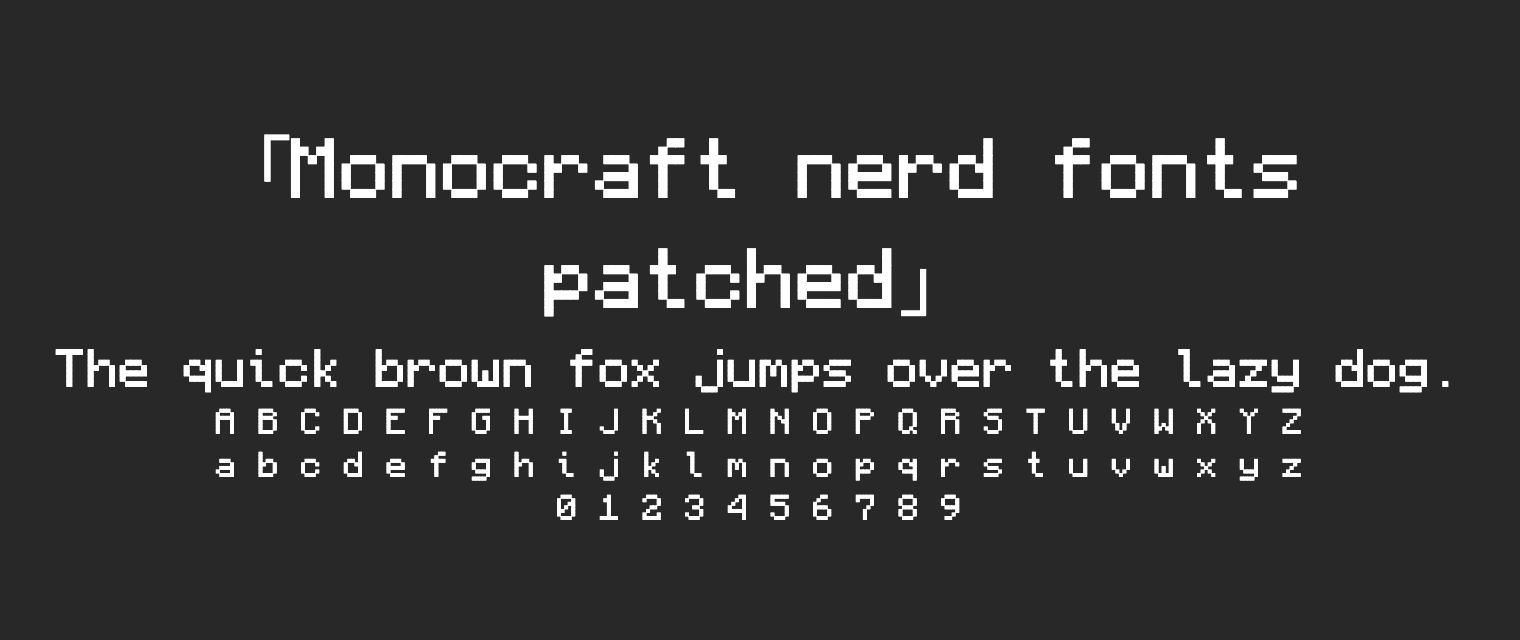 「Monocraft nerd fonts
patched」
The quick brown fox jumps over the lazy dog.
A B C D E F G H I J K L M N O P Q R S T U V W X Y Z
a b c d e f g h i j k l m n o p q r s t u v w x y z
0 1 2 3 4 5 6 7 8 9